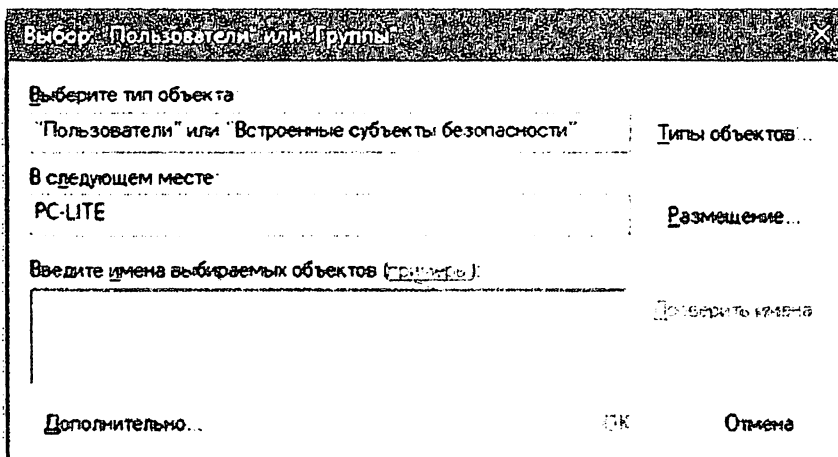 Выбор: "Пользователи" или "Группы"
Выберите тип объекта:
"Пользователи" или "Встроенные субъекты безопасности"
Типы объектов...
В следующем месте:
PC-LITE
Размещение...
Введите имена выбираемых объектов (примеры):
Проверить имена
Дополнительно...
OK
Отмена